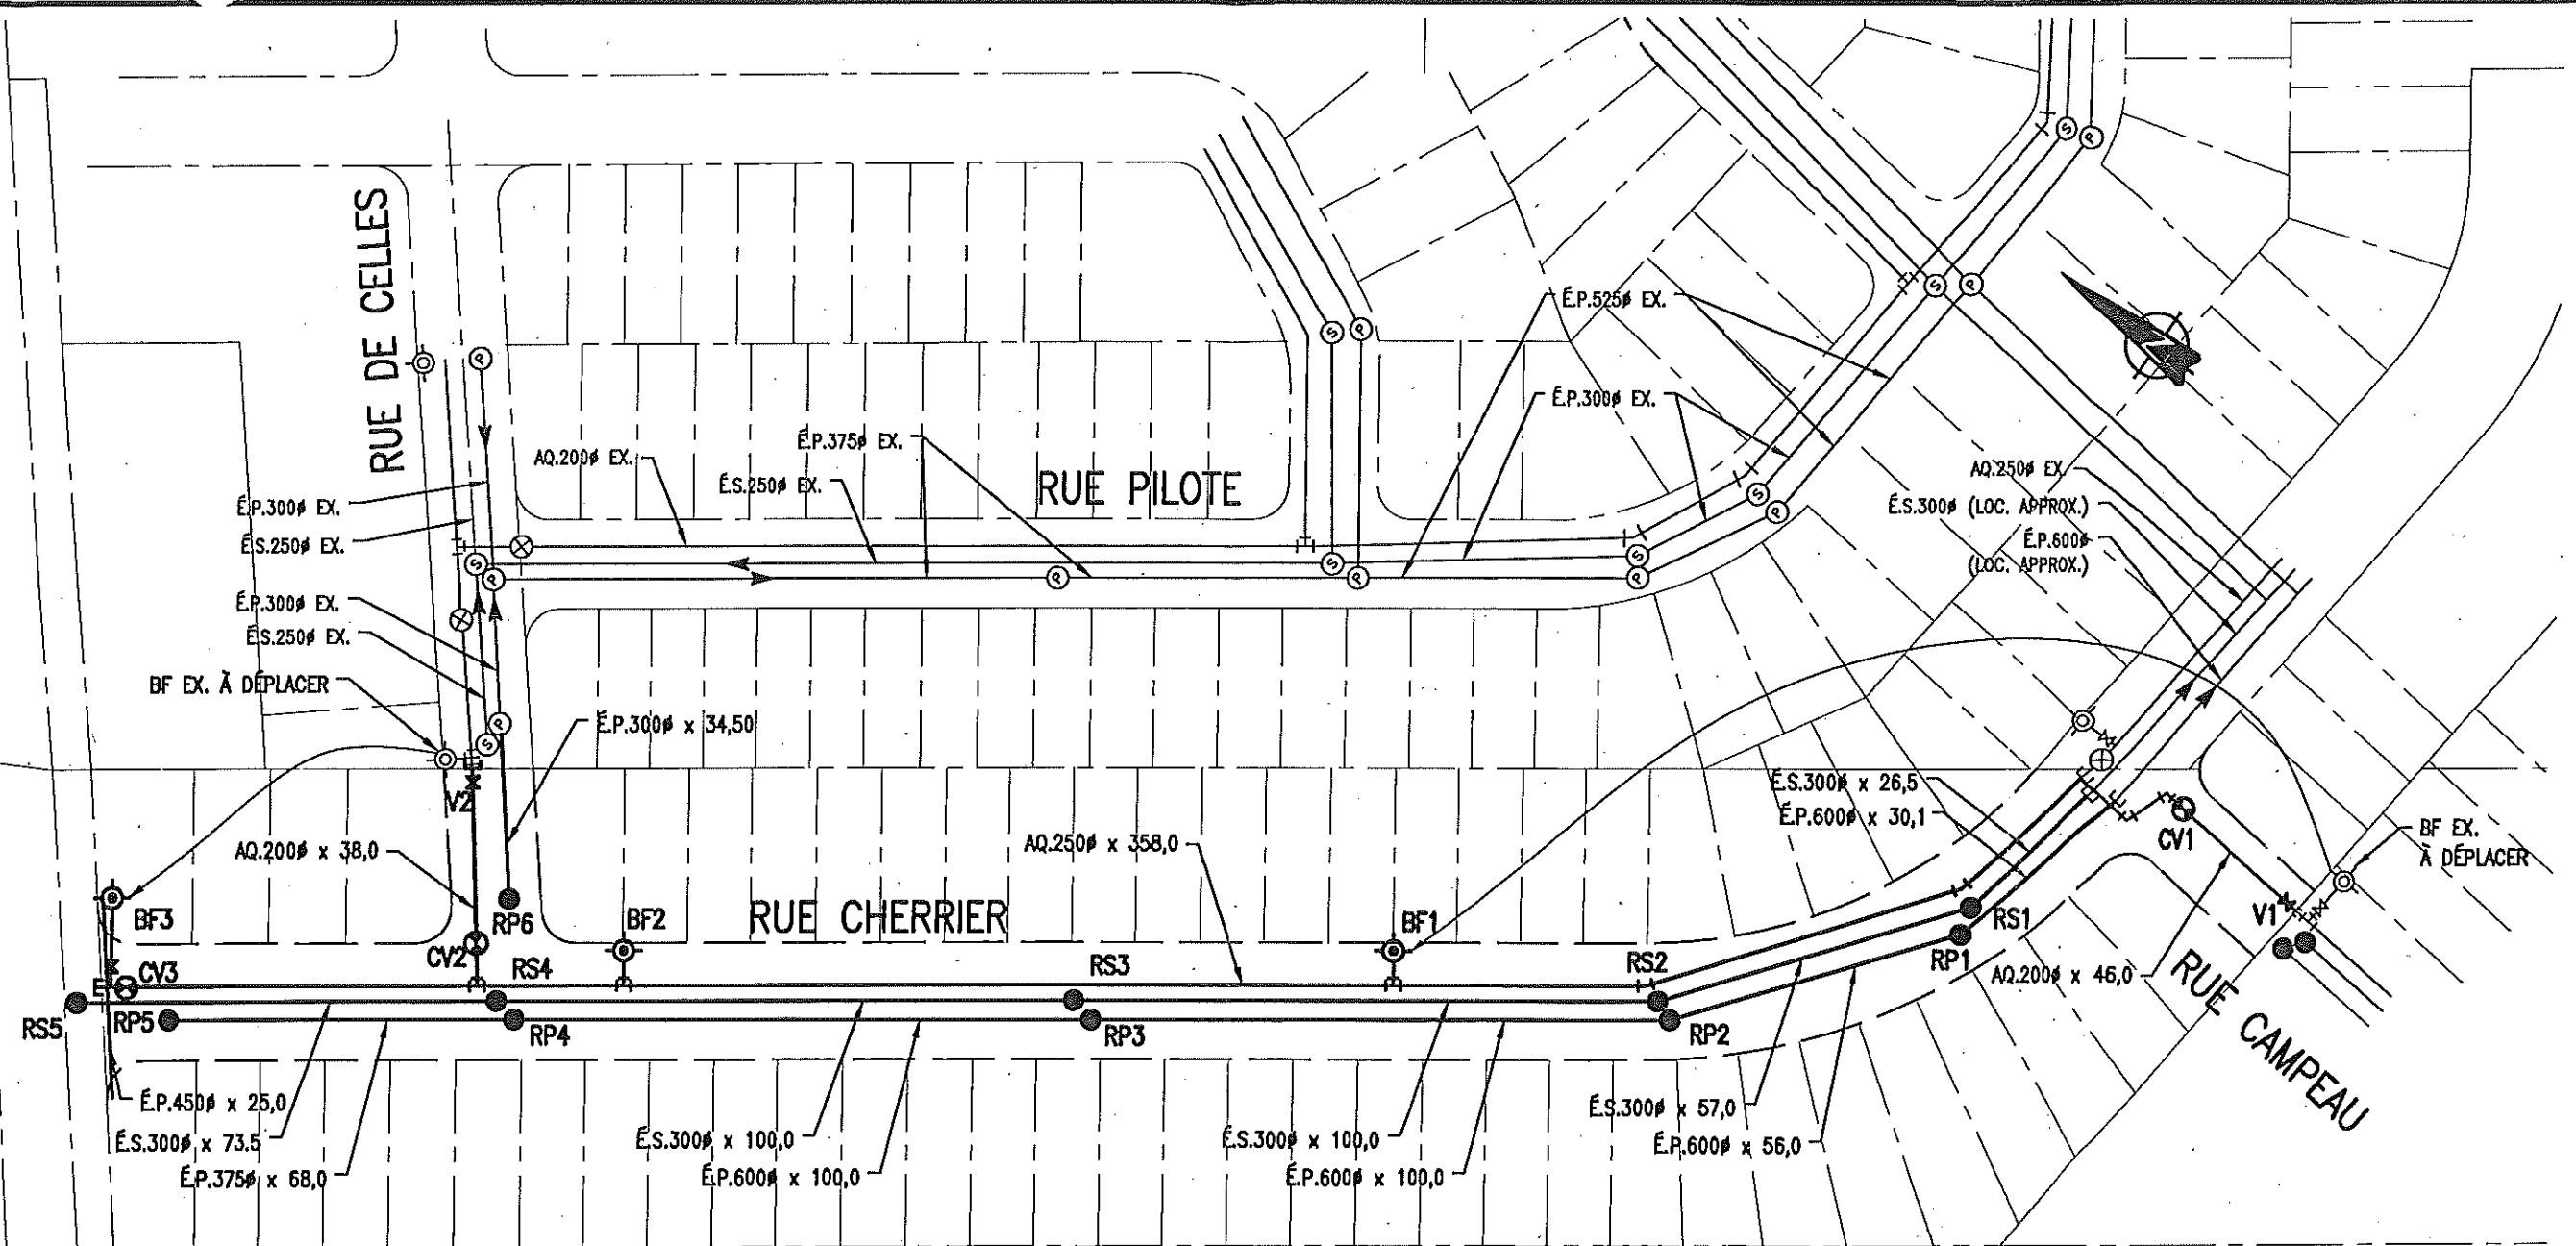 RUE DE CELLES
É.P.525ø EX.
É.P.300ø EX.
É.P.375ø EX.
AQ.200ø EX.
É.S.250ø EX.
RUE PILOTE
É.P.300ø EX.
É.S.250ø EX.
AQ.250ø EX.
É.S.300ø (LOC. APPROX.)
É.P.600ø
(LOC. APPROX.)
É.P.300ø EX.
É.S.250ø EX.
BF EX. À DÉPLACER
É.P.300ø x 34,50
V2
É.S.300ø x 26,5
É.P.600ø x 30,1
CV1
BF EX.
À DÉPLACER
AQ.200ø x 38,0
AQ.250ø x 358,0
BF3
RP6
BF2
RUE CHERRIER
BF1
RS1
V1
CV2
RS4
RS3
RS2
RP1
CV3
AQ.200ø x 46,0
RUE CAMPEAU
RS5
RP5
RP4
RP3
RP2
É.P.450ø x 25,0
É.S.300ø x 73.5
É.P.375ø x 68,0
É.S.300ø x 100,0
É.P.600ø x 100,0
É.S.300ø x 100,0
É.P.600ø x 100,0
É.S.300ø x 57,0
É.P.600ø x 56,0
S
P
S
P
S
P
P
S
P
S
P
P
S
P
S
P
S
P
N
E